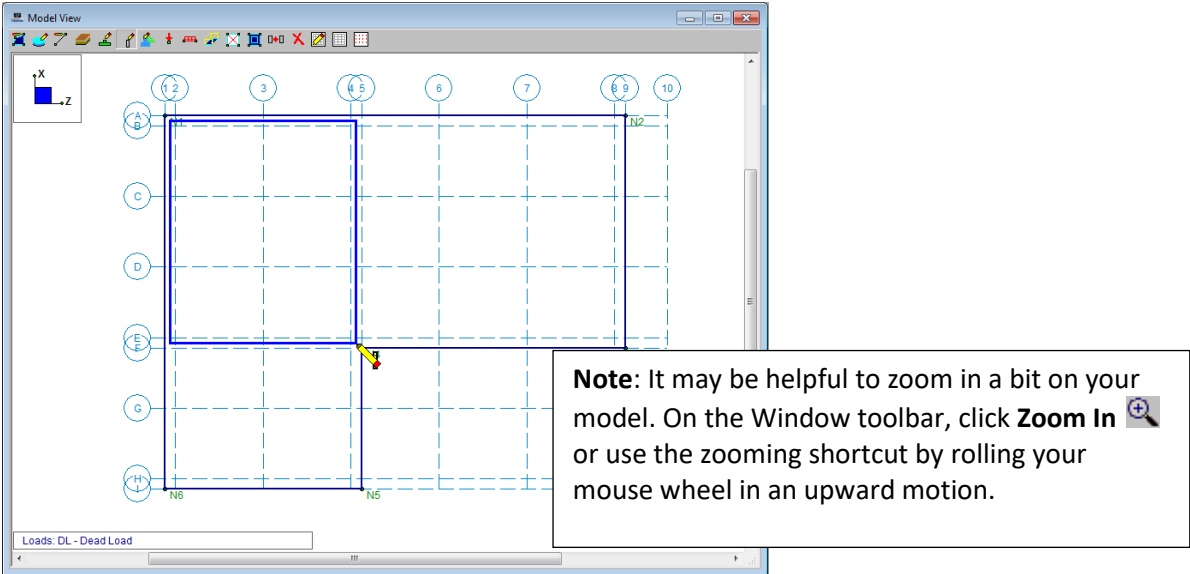 Model View
X
Z
1 2 3 4 5 6 7 8 9 10
A
N1 N2
B
C
D
E
F
G
H
I
N6 N5
Loads: DL - Dead Load
Note: It may be helpful to zoom in a bit on your
model. On the Window toolbar, click Zoom In
or use the zooming shortcut by rolling your
mouse wheel in an upward motion.